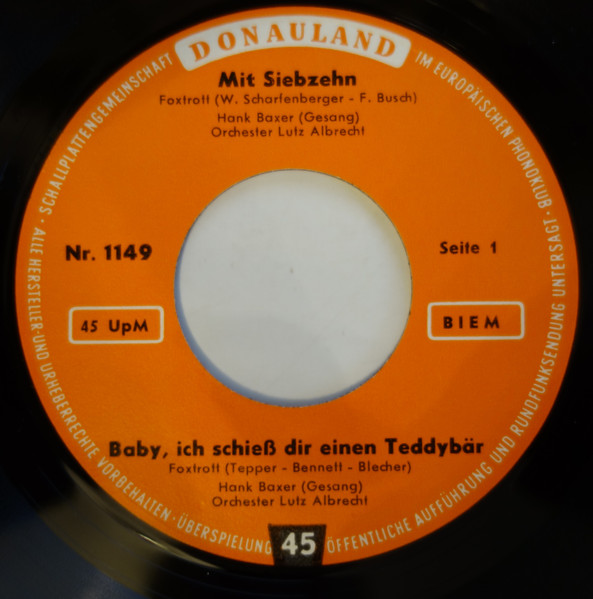 DONAULAND
SCHALLPLATTENGEMEINSCHAFT
IM EUROPÄISCHEN PHONOKLUB
Mit Siebzehn
Foxtrott (W. Scharfenberger - F. Busch)
Hank Baxer (Gesang)
Orchester Lutz Albrecht
Nr. 1149
Seite 1
45 UpM
BIEM
Baby, ich schieß dir einen Teddybär
Foxtrott (Tepper - Bennett - Blecher)
Hank Baxer (Gesang)
Orchester Lutz Albrecht
· ALLE HERSTELLER- UND URHEBERRECHTE VORBEHALTEN · ÜBERSPIELUNG
45
ÖFFENTLICHE AUFFÜHRUNG UND RUNDFUNKSENDUNG UNTERSAGT ·